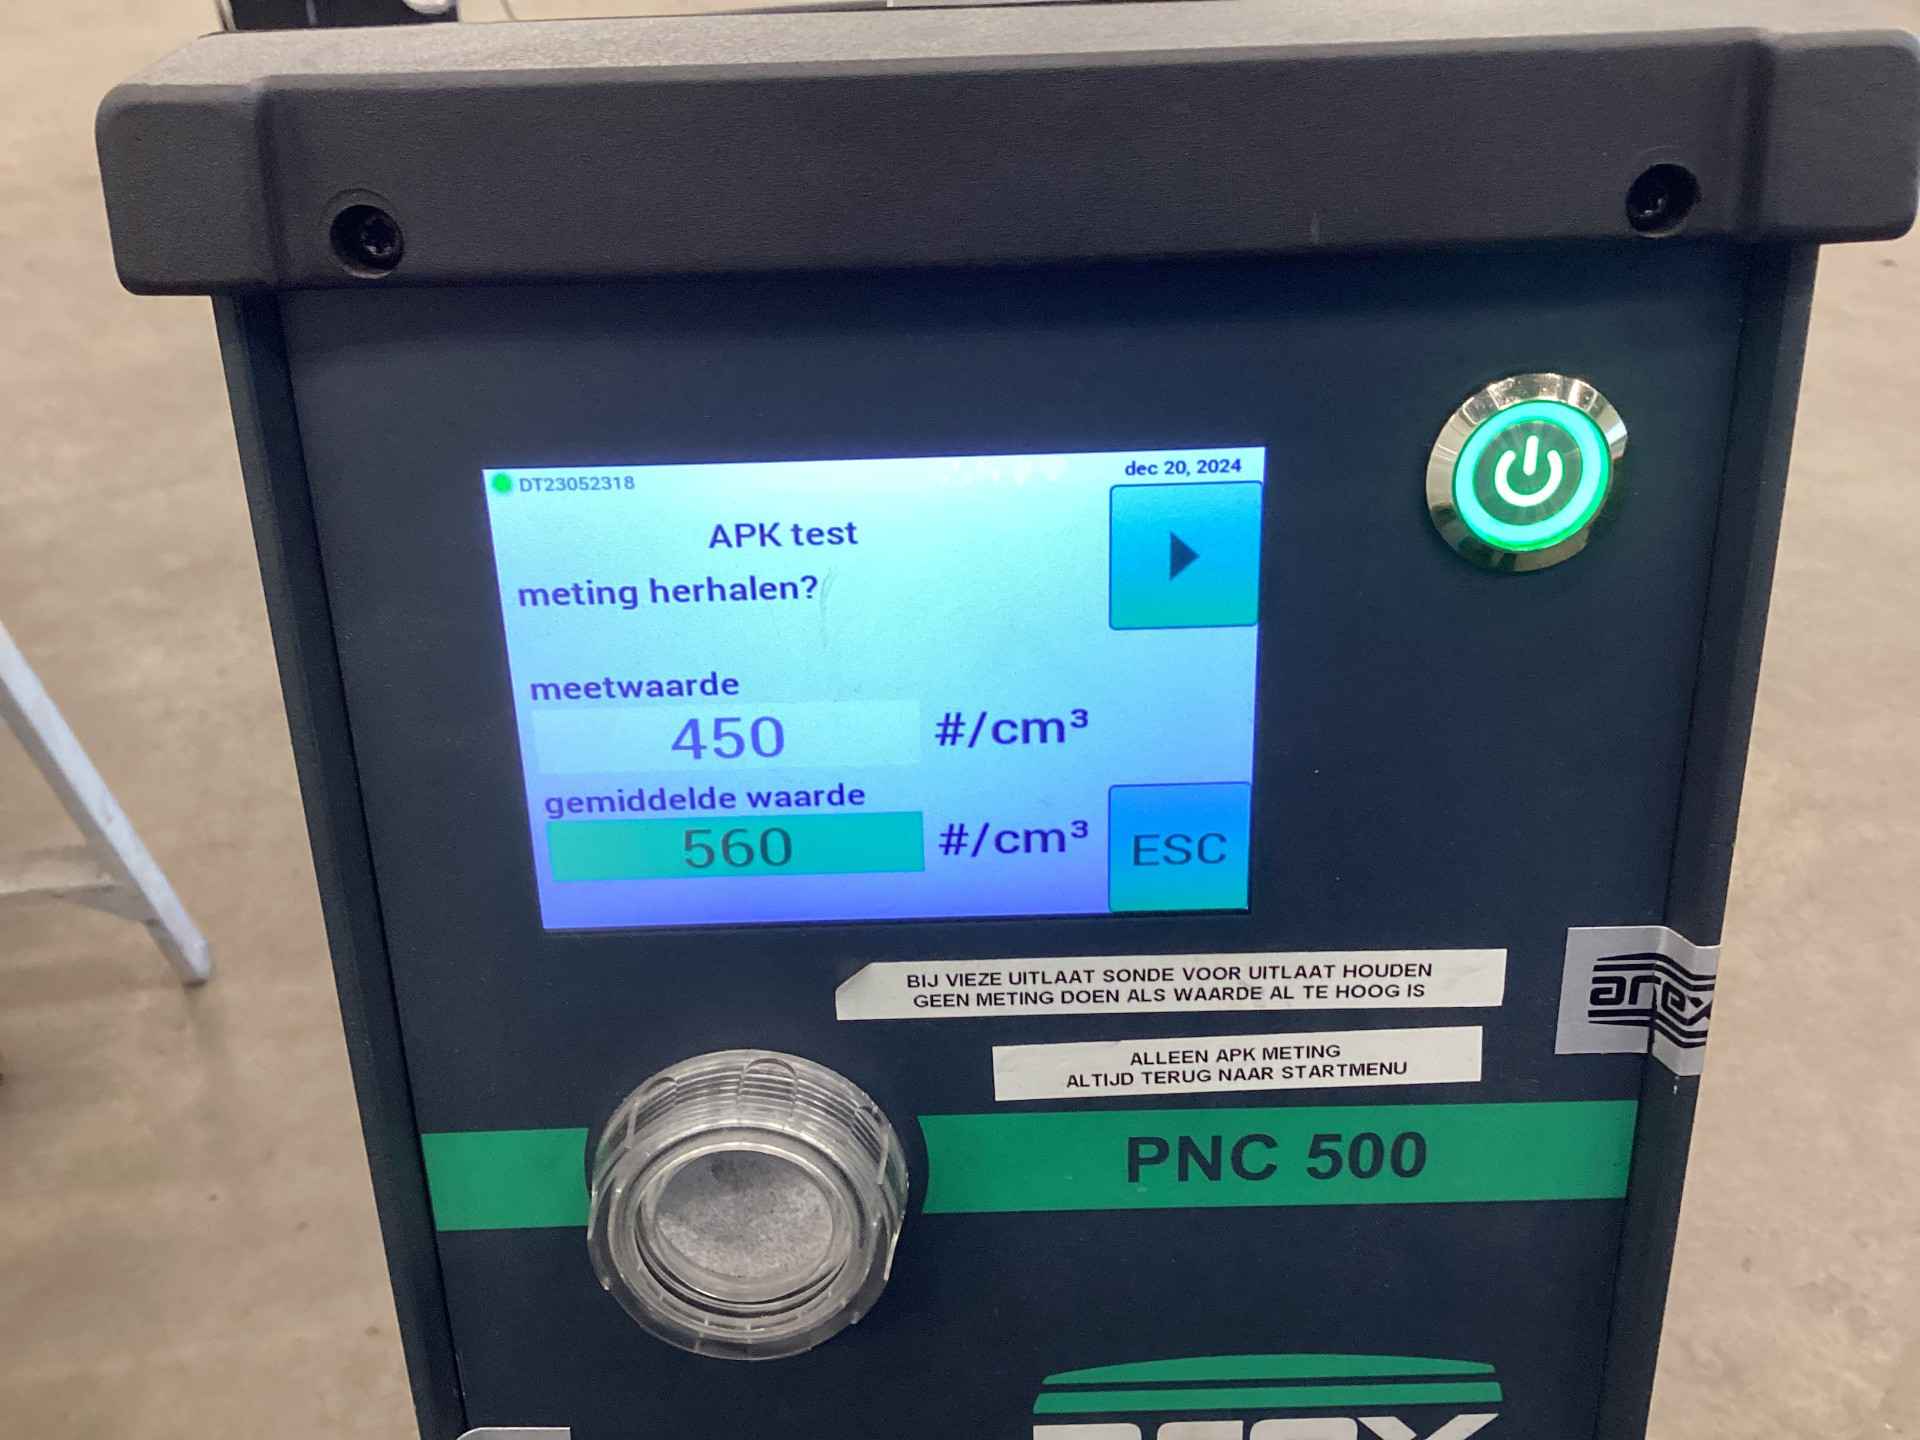 DT23052318
dec 20, 2024
APK test
meting herhalen?
meetwaarde
450 #/cm³
gemiddelde waarde
560 #/cm³
ESC
BIJ VIEZE UITLAAT SONDE VOOR UITLAAT HOUDEN
GEEN METING DOEN ALS WAARDE AL TE HOOG IS
arex
ALLEEN APK METING
ALTIJD TERUG NAAR STARTMENU
PNC 500
arex